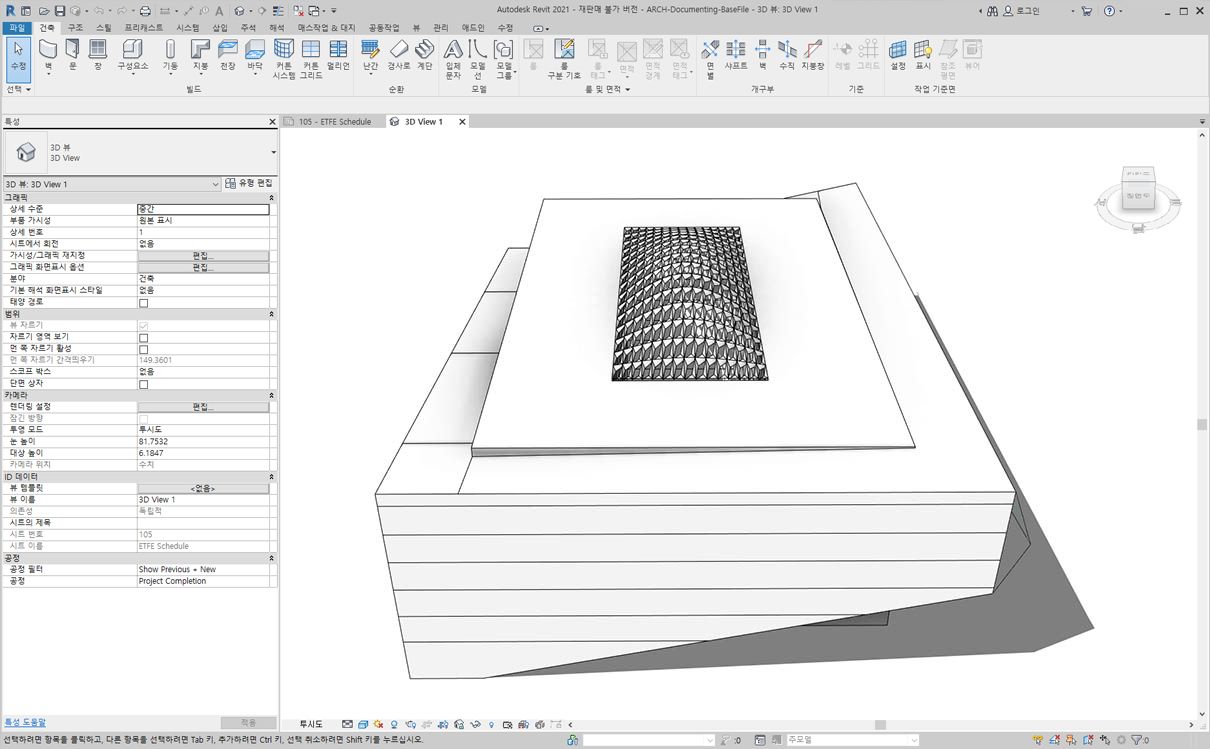 Autodesk Revit 2021 - 재판매 불가 버전 - ARCH-Documenting-BaseFile - 3D 뷰: 3D View 1
로그인
파일 건축 구조 스틸 프리캐스트 시스템 삽입 주석 해석 매스작업 & 대지 공동작업 뷰 관리 애드인 수정
수정 벽 문 창 구성요소 기둥 지붕 천장 바닥 커튼 시스템 커튼 그리드 멀리언 난간 경사로 계단 입체 문자 모델 선 모델 그룹 룸 룸 구분 기호 룸 태그 면적 면적 경계 면적 태그 면별 샤프트 벽 수직 지붕창 레벨 그리드 설정 표시 참조 평면 뷰어
선택 빌드 순환 모델 룸 및 면적 개구부 기준 작업 기준면
특성
105 - ETFE Schedule
3D View 1
3D 뷰
3D View
3D 뷰: 3D View 1
유형 편집
그래픽
상세 수준 중간
부품 가시성 원본 표시
상세 번호 1
시트에서 회전 없음
가시성/그래픽 재지정 편집...
그래픽 화면표시 옵션 편집...
분야 건축
기본 해석 화면표시 스타일 없음
태양 경로
범위
뷰 자르기
자르기 영역 보기
먼 쪽 자르기 활성
먼 쪽 자르기 간격띄우기 149.3601
스코프 박스 없음
단면 상자
카메라
렌더링 설정 편집...
잠긴 방향
투영 모드 투시도
눈 높이 81.7532
대상 높이 6.1847
카메라 위치 수치
ID 데이터
뷰 템플릿 <없음>
뷰 이름 3D View 1
의존성 독립적
시트의 제목
시트 번호 105
시트 이름 ETFE Schedule
공정
공정 필터 Show Previous + New
공정 Project Completion
특성 도움말
적용
투시도
선택하려면 항목을 클릭하고, 다른 항목을 선택하려면 Tab 키, 추가하려면 Ctrl 키, 선택 취소하려면 Shift 키를 누르십시오.
:0
주모델
:0